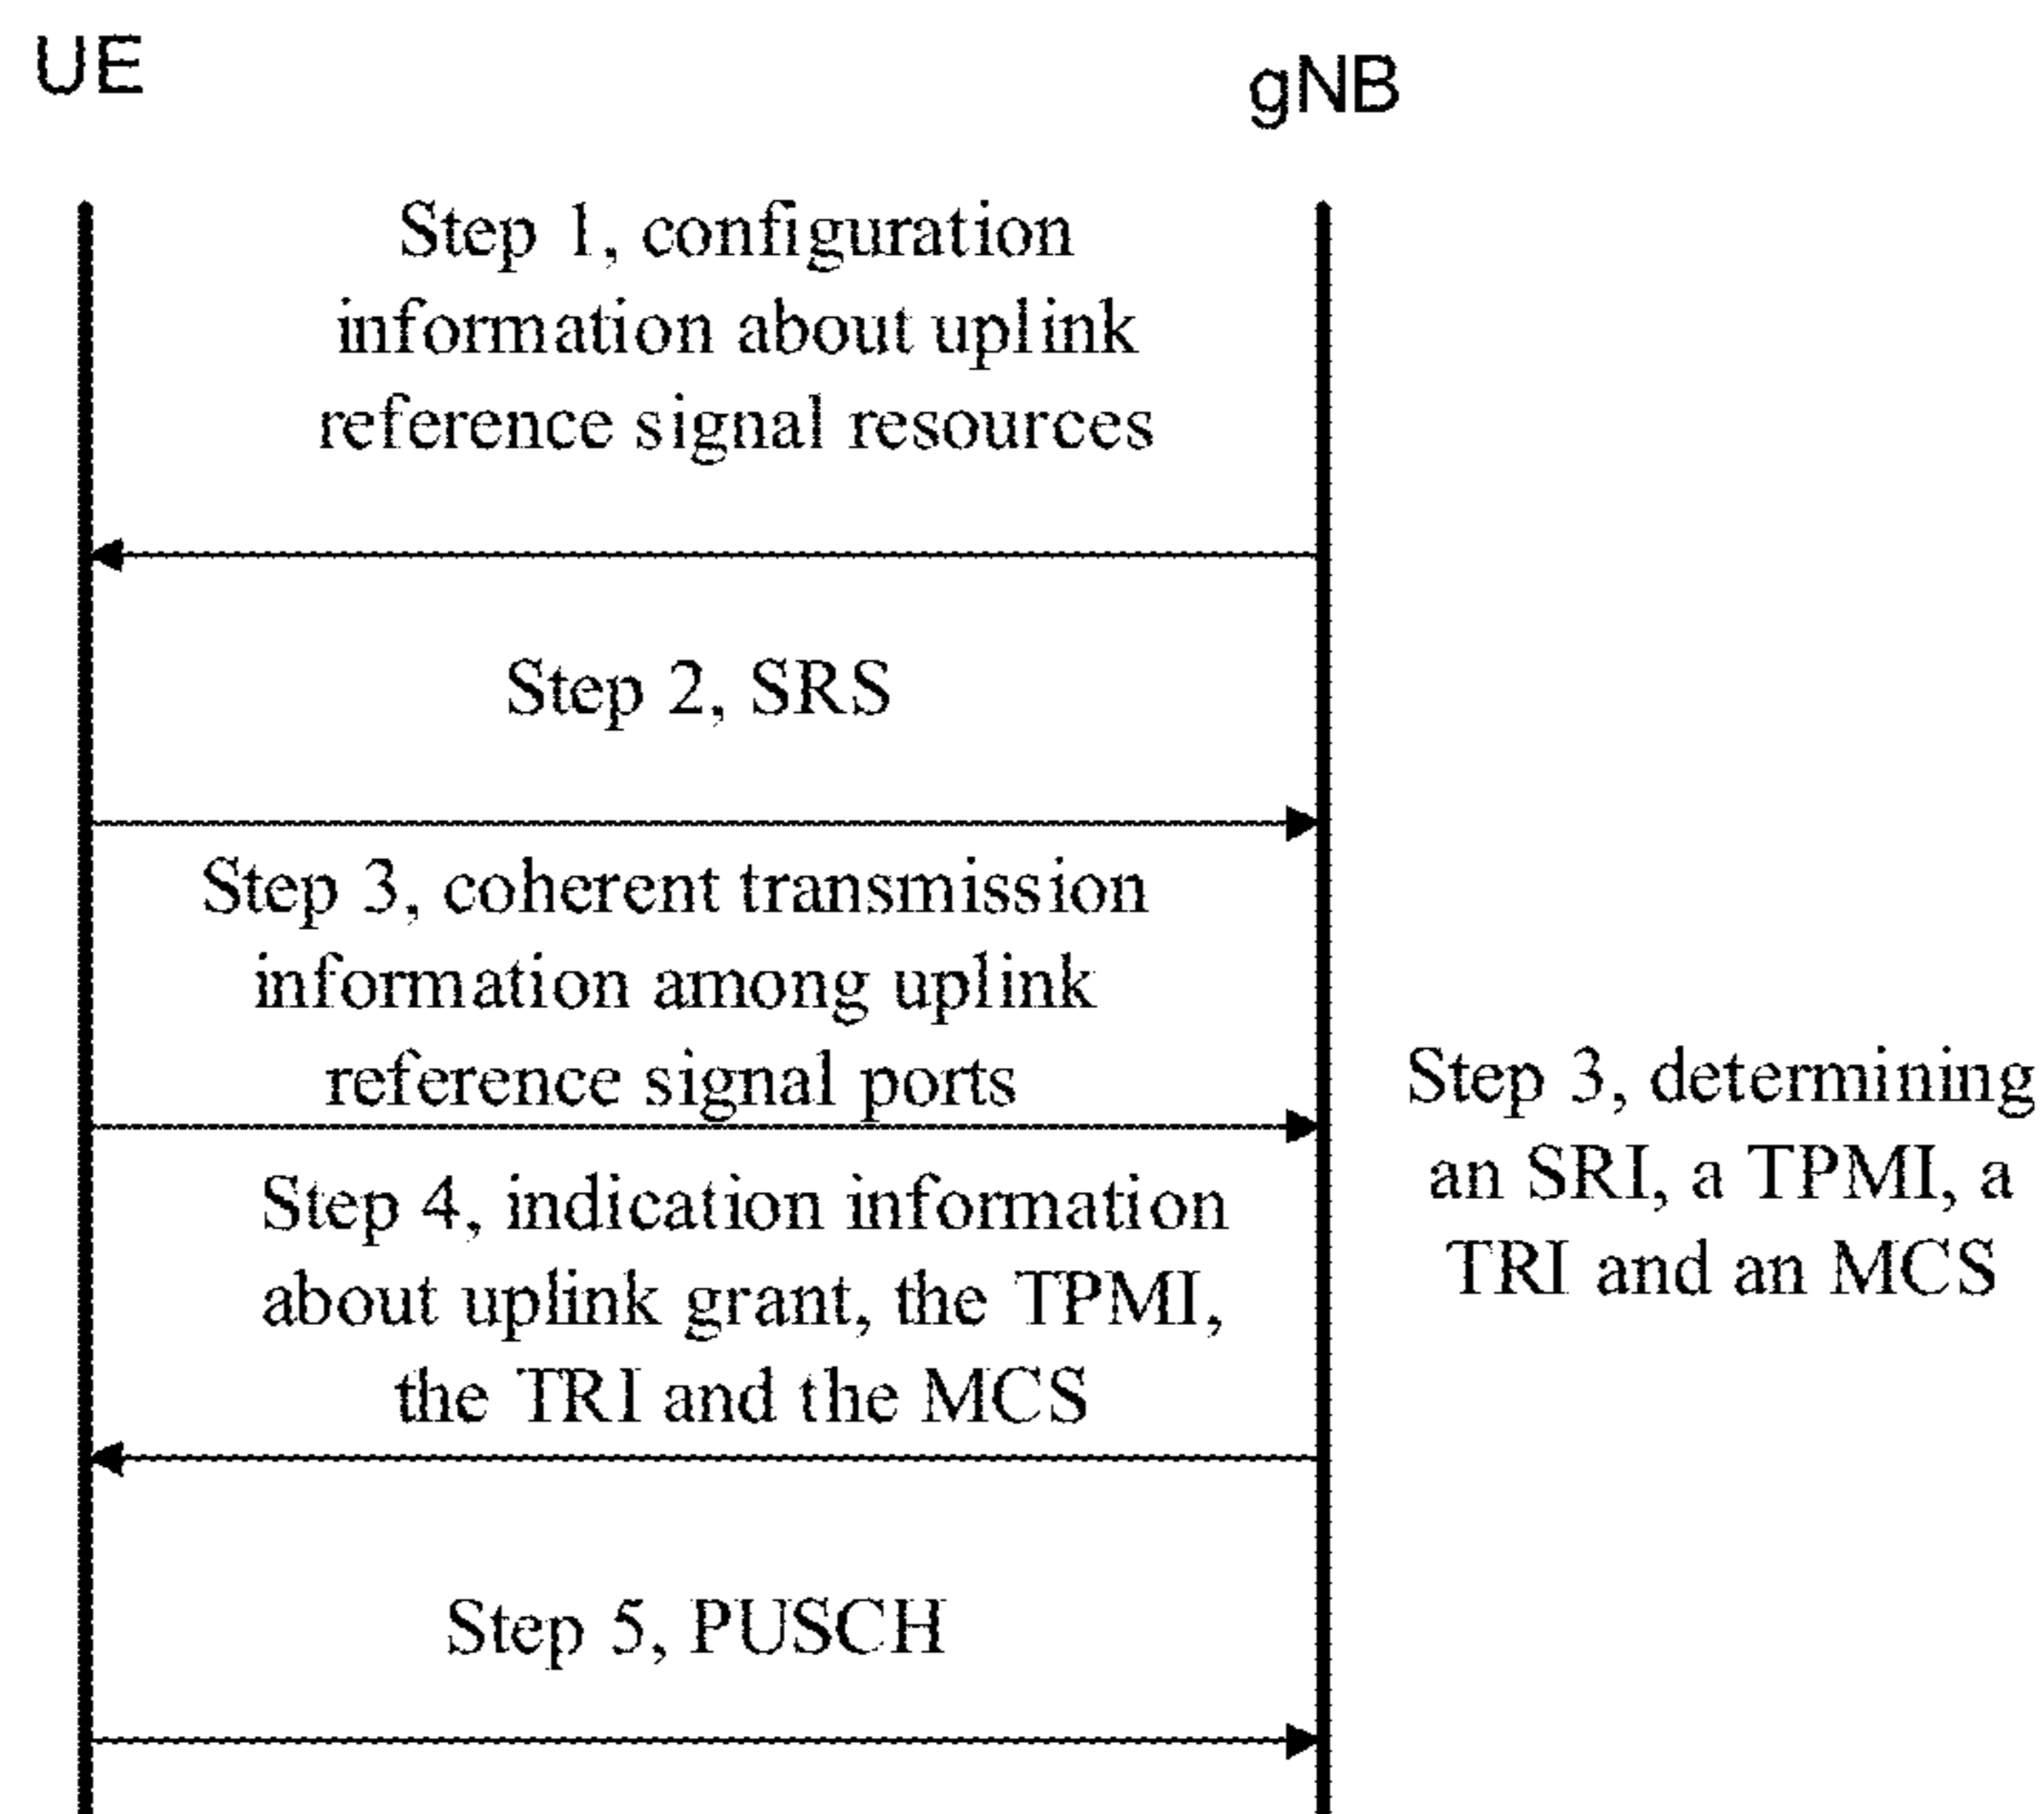 UE
gNB
Step 1, configuration
information about uplink
reference signal resources
Step 2, SRS
Step 3, coherent transmission
information among uplink
reference signal ports
Step 3, determining
an SRI, a TPMI, a
TRI and an MCS
Step 4, indication information
about uplink grant, the TPMI,
the TRI and the MCS
Step 5, PUSCH